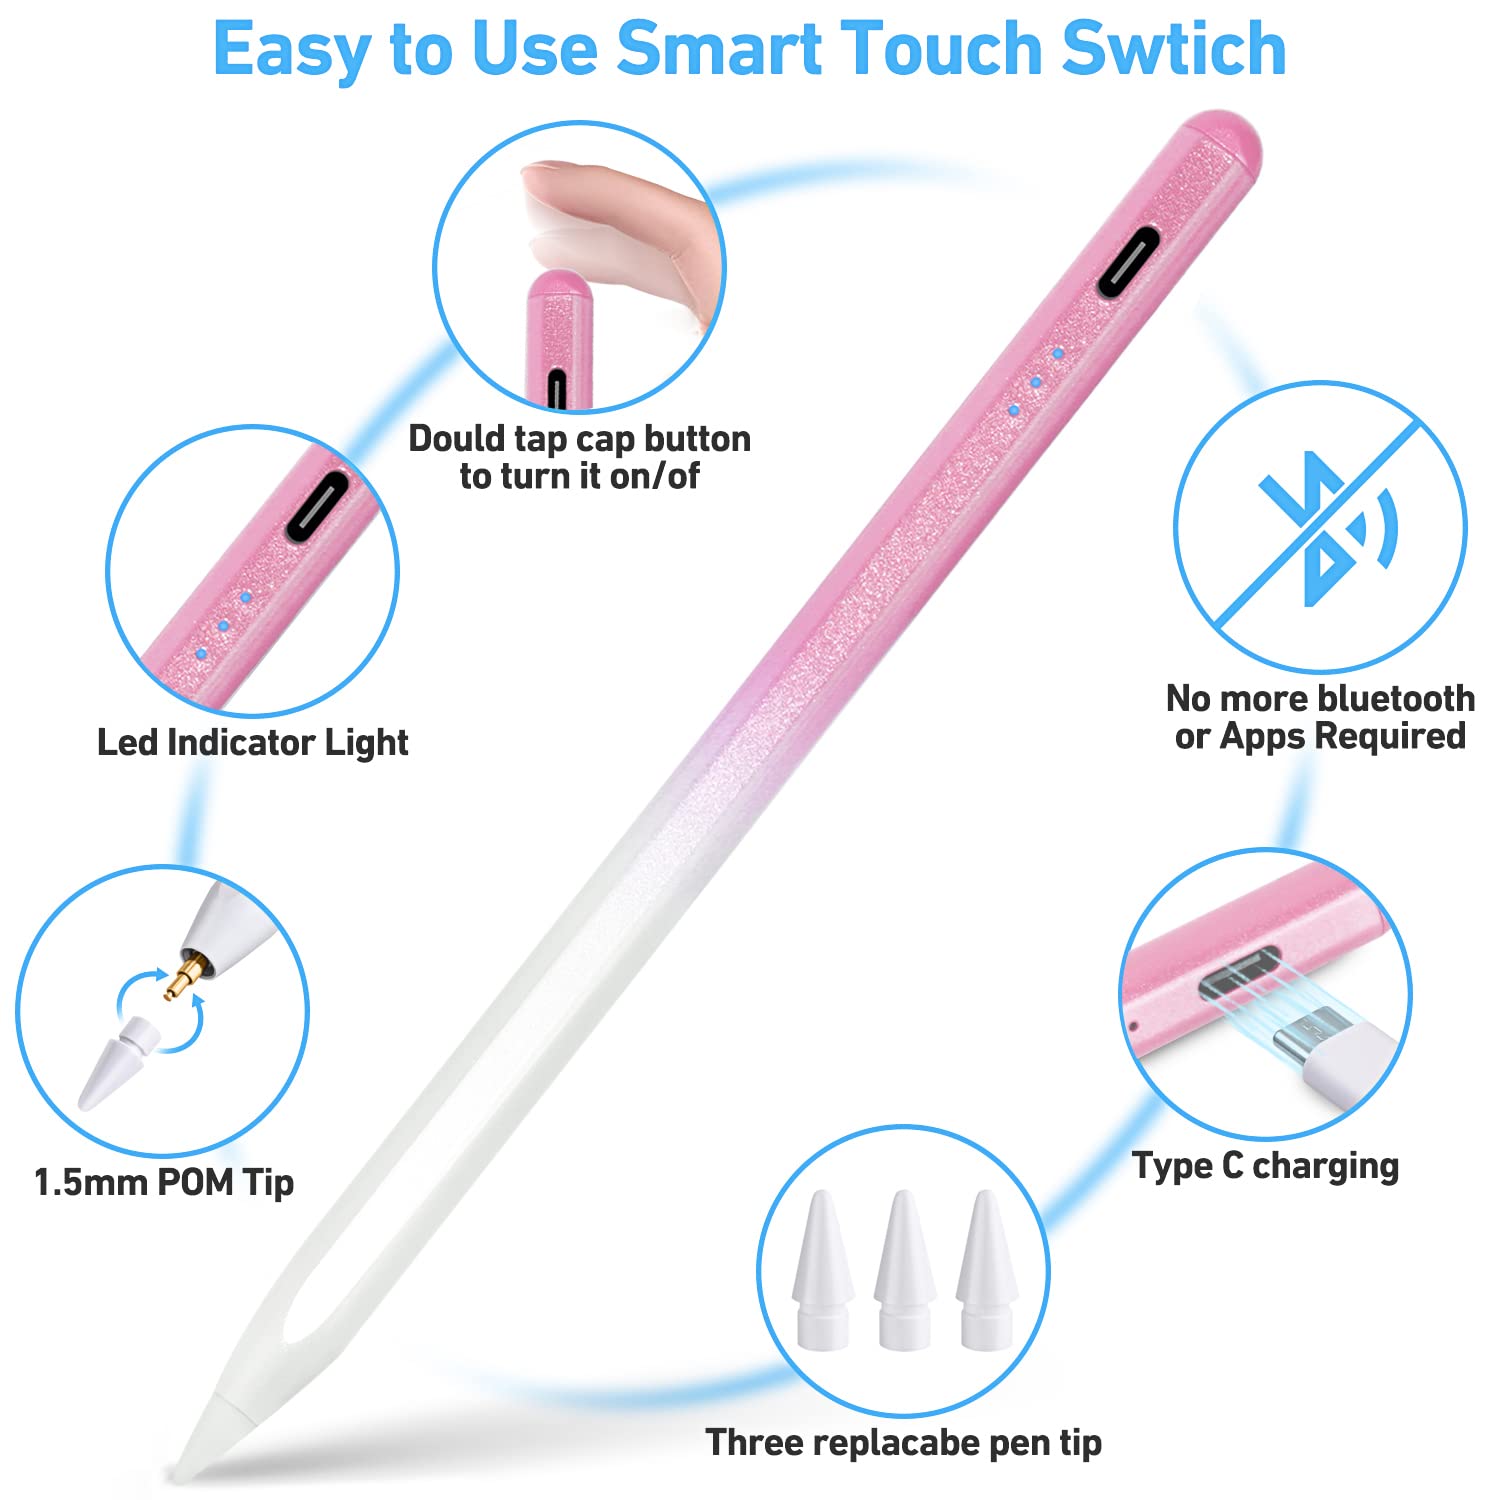 Easy to Use Smart Touch Swtich
Dould tap cap button
to turn it on/of
Led Indicator Light
No more bluetooth
or Apps Required
1.5mm POM Tip
Type C charging
Three replacabe pen tip